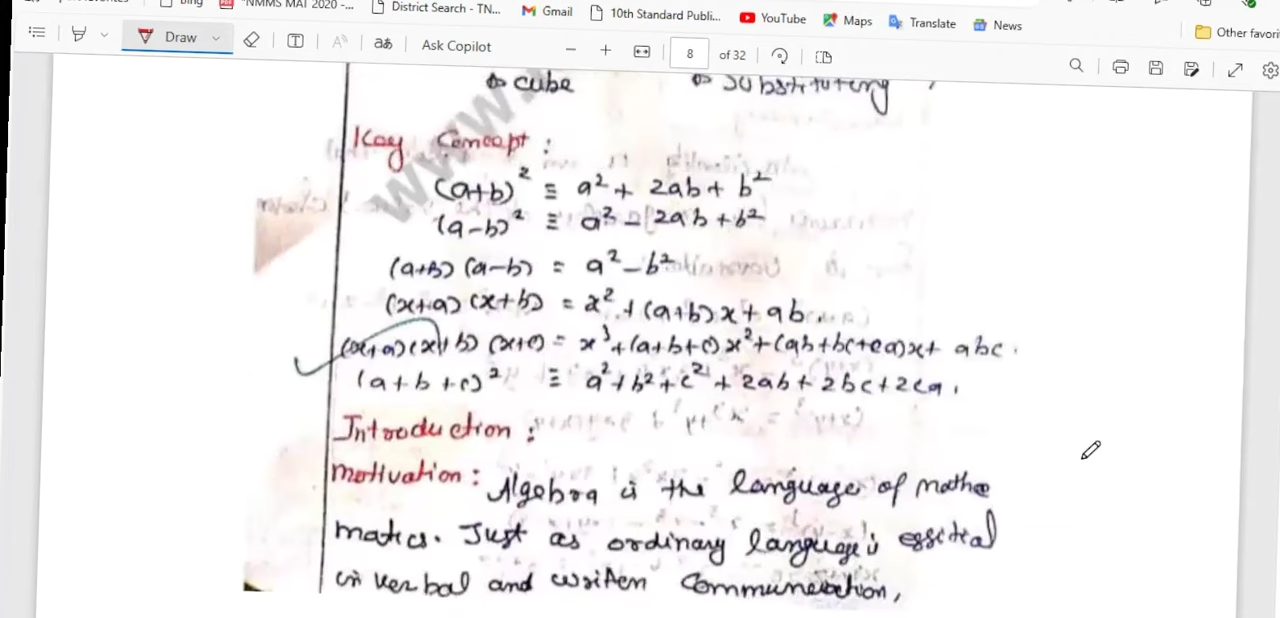 "NMMS MAT 2020 -... District Search - TN... Gmail 10th Standard Publi... YouTube Maps Translate News
Other favori
Draw Ask Copilot 8 of 32
cube substituting
Key Concept :
(a+b)² ≡ a² + 2ab + b²
(a-b)² ≡ a² - 2ab + b²
(a+b) (a-b) = a² - b²
(x+a) (x+b) = x² + (a+b)x + ab.
(x+a) (x+b) (x+c) = x³ + (a+b+c)x² + (ab+bc+ca)x + abc.
(a+b+c)² ≡ a²+b²+c²+2ab+2bc+2ca.
Introduction :
Motivation : Algebra is the language of mathe
matics. Just as ordinary language is essitial
in verbal and written communication,